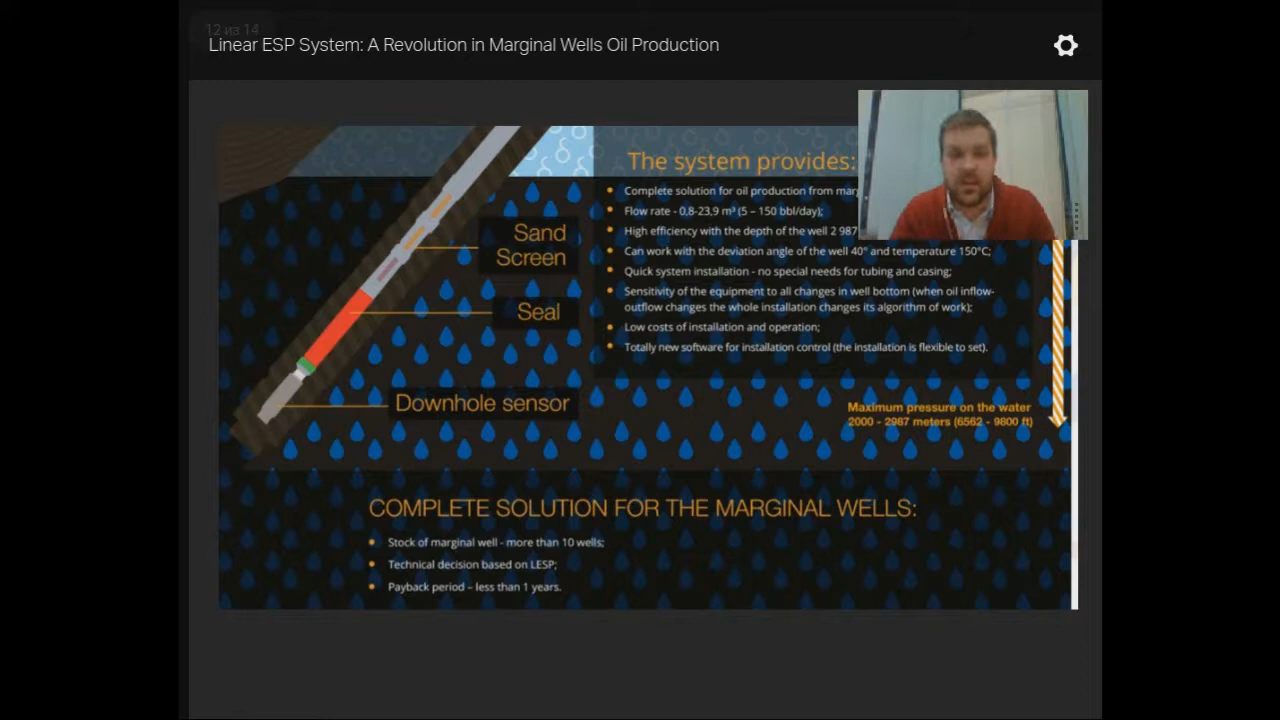 12 из 14
Linear ESP System: A Revolution in Marginal Wells Oil Production
The system provides:
Complete solution for oil production from marg
Flow rate - 0,8-23,9 m³ (5 – 150 bbl/day);
High efficiency with the depth of the well 2 987
Can work with the deviation angle of the well 40° and temperature 150°C;
Quick system installation - no special needs for tubing and casing;
Sensitivity of the equipment to all changes in well bottom (when oil inflow-
outflow changes the whole installation changes its algorithm of work);
Low costs of installation and operation;
Totally new software for installation control (the installation is flexible to set).
Sand
Screen
Seal
Downhole sensor
Maximum pressure on the water
2000 - 2987 meters (6562 - 9800 ft)
COMPLETE SOLUTION FOR THE MARGINAL WELLS:
Stock of marginal well - more than 10 wells;
Technical decision based on LESP;
Payback period – less than 1 years.